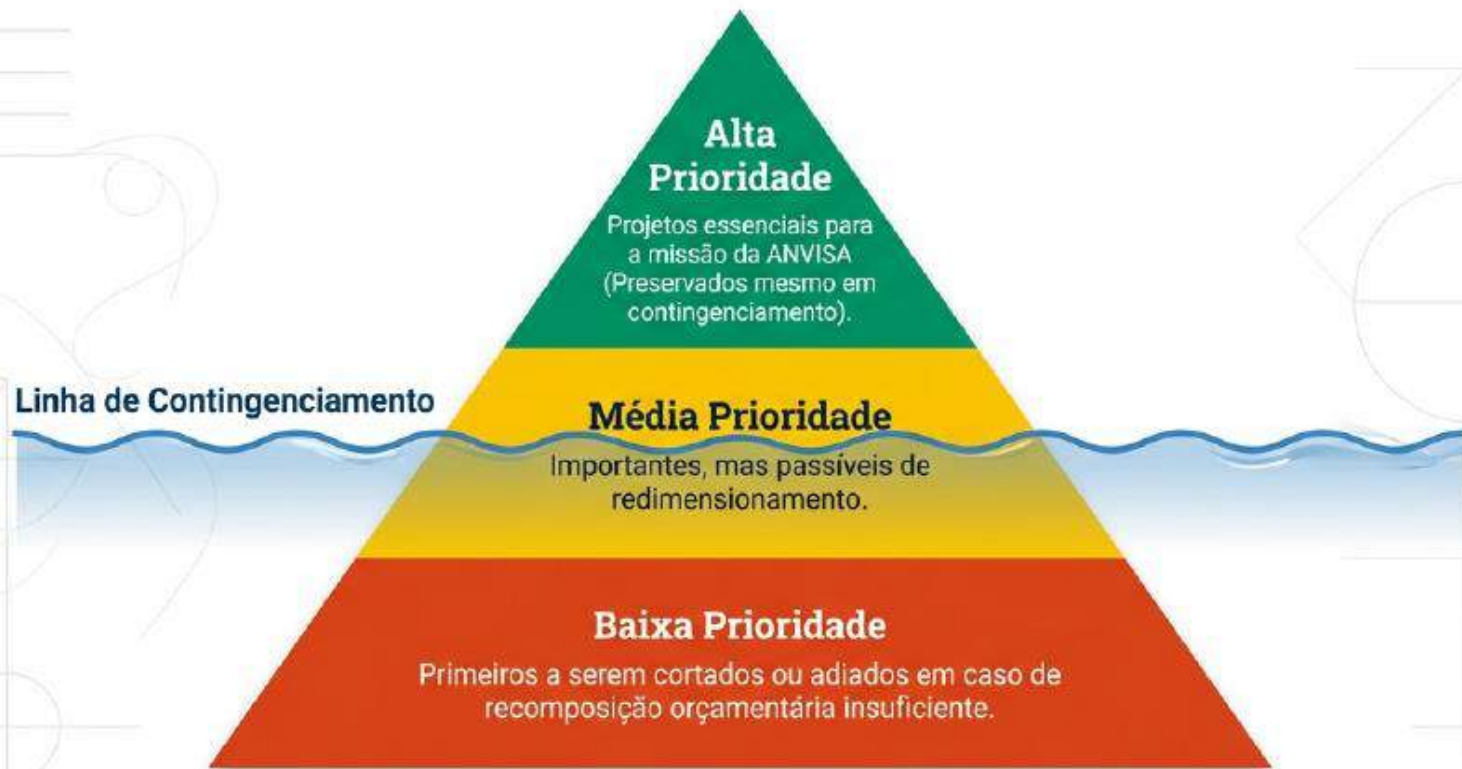 Alta
Prioridade
Projetos essenciais para
a missão da ANVISA
(Preservados mesmo em
contingenciamento).
Linha de Contingenciamento
Média Prioridade
Importantes, mas passíveis de
redimensionamento.
Baixa Prioridade
Primeiros a serem cortados ou adiados em caso de
recomposição orçamentária insuficiente.